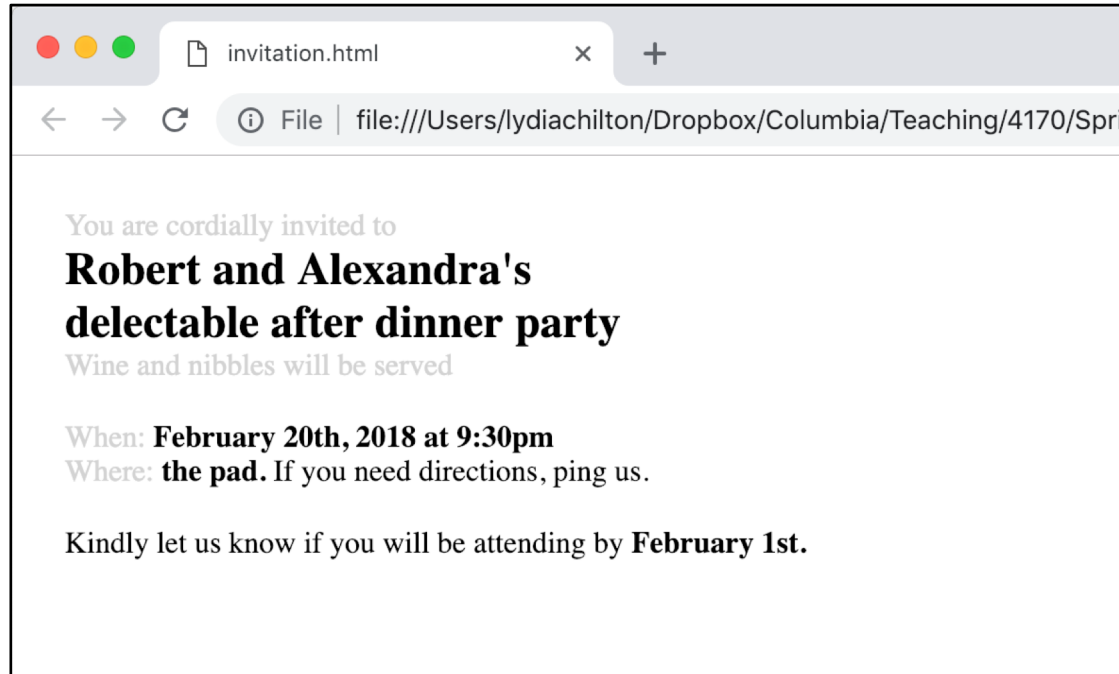 invitation.html
File file:///Users/lydiachilton/Dropbox/Columbia/Teaching/4170/Spri
You are cordially invited to
Robert and Alexandra's
delectable after dinner party
Wine and nibbles will be served
When: February 20th, 2018 at 9:30pm
Where: the pad. If you need directions, ping us.
Kindly let us know if you will be attending by February 1st.